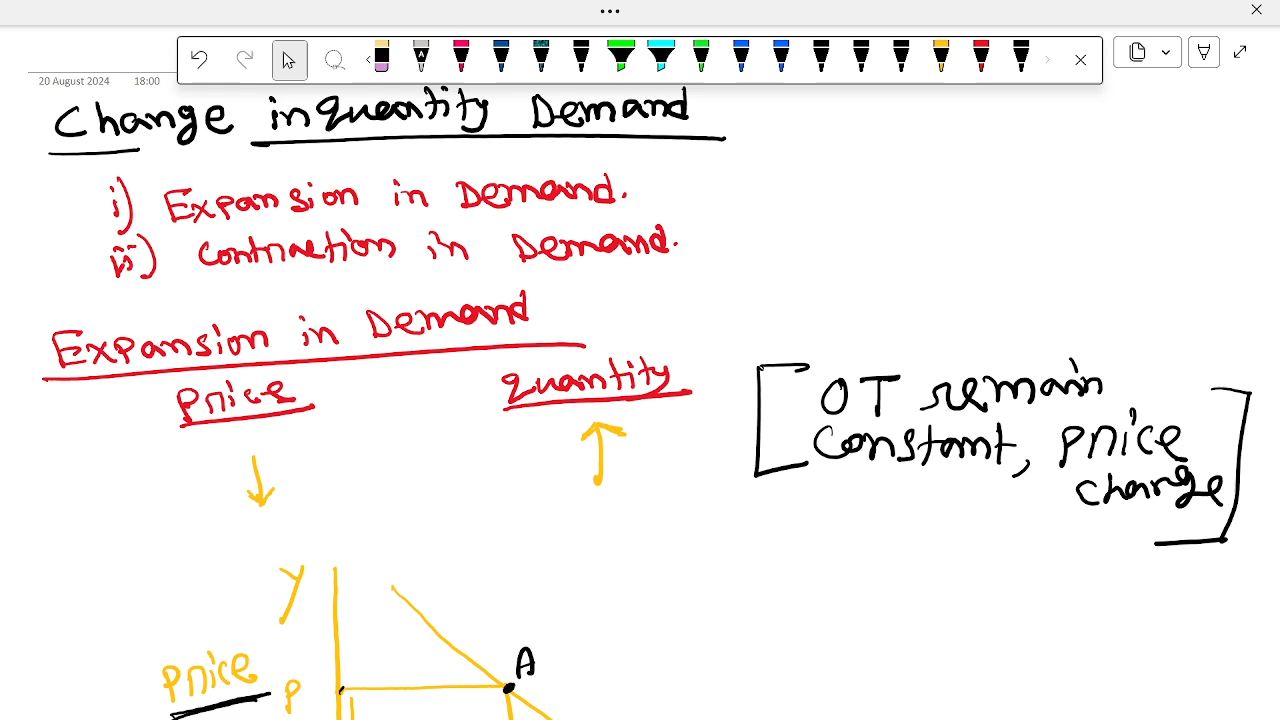 20 August 2024 18:00
Change in quantity Demand
i) Expansion in Demand.
ii) Contraction in Demand.
Expansion in Demand
Price Quantity
[OT remain
Constant, Price
change]
Y
A
Price P